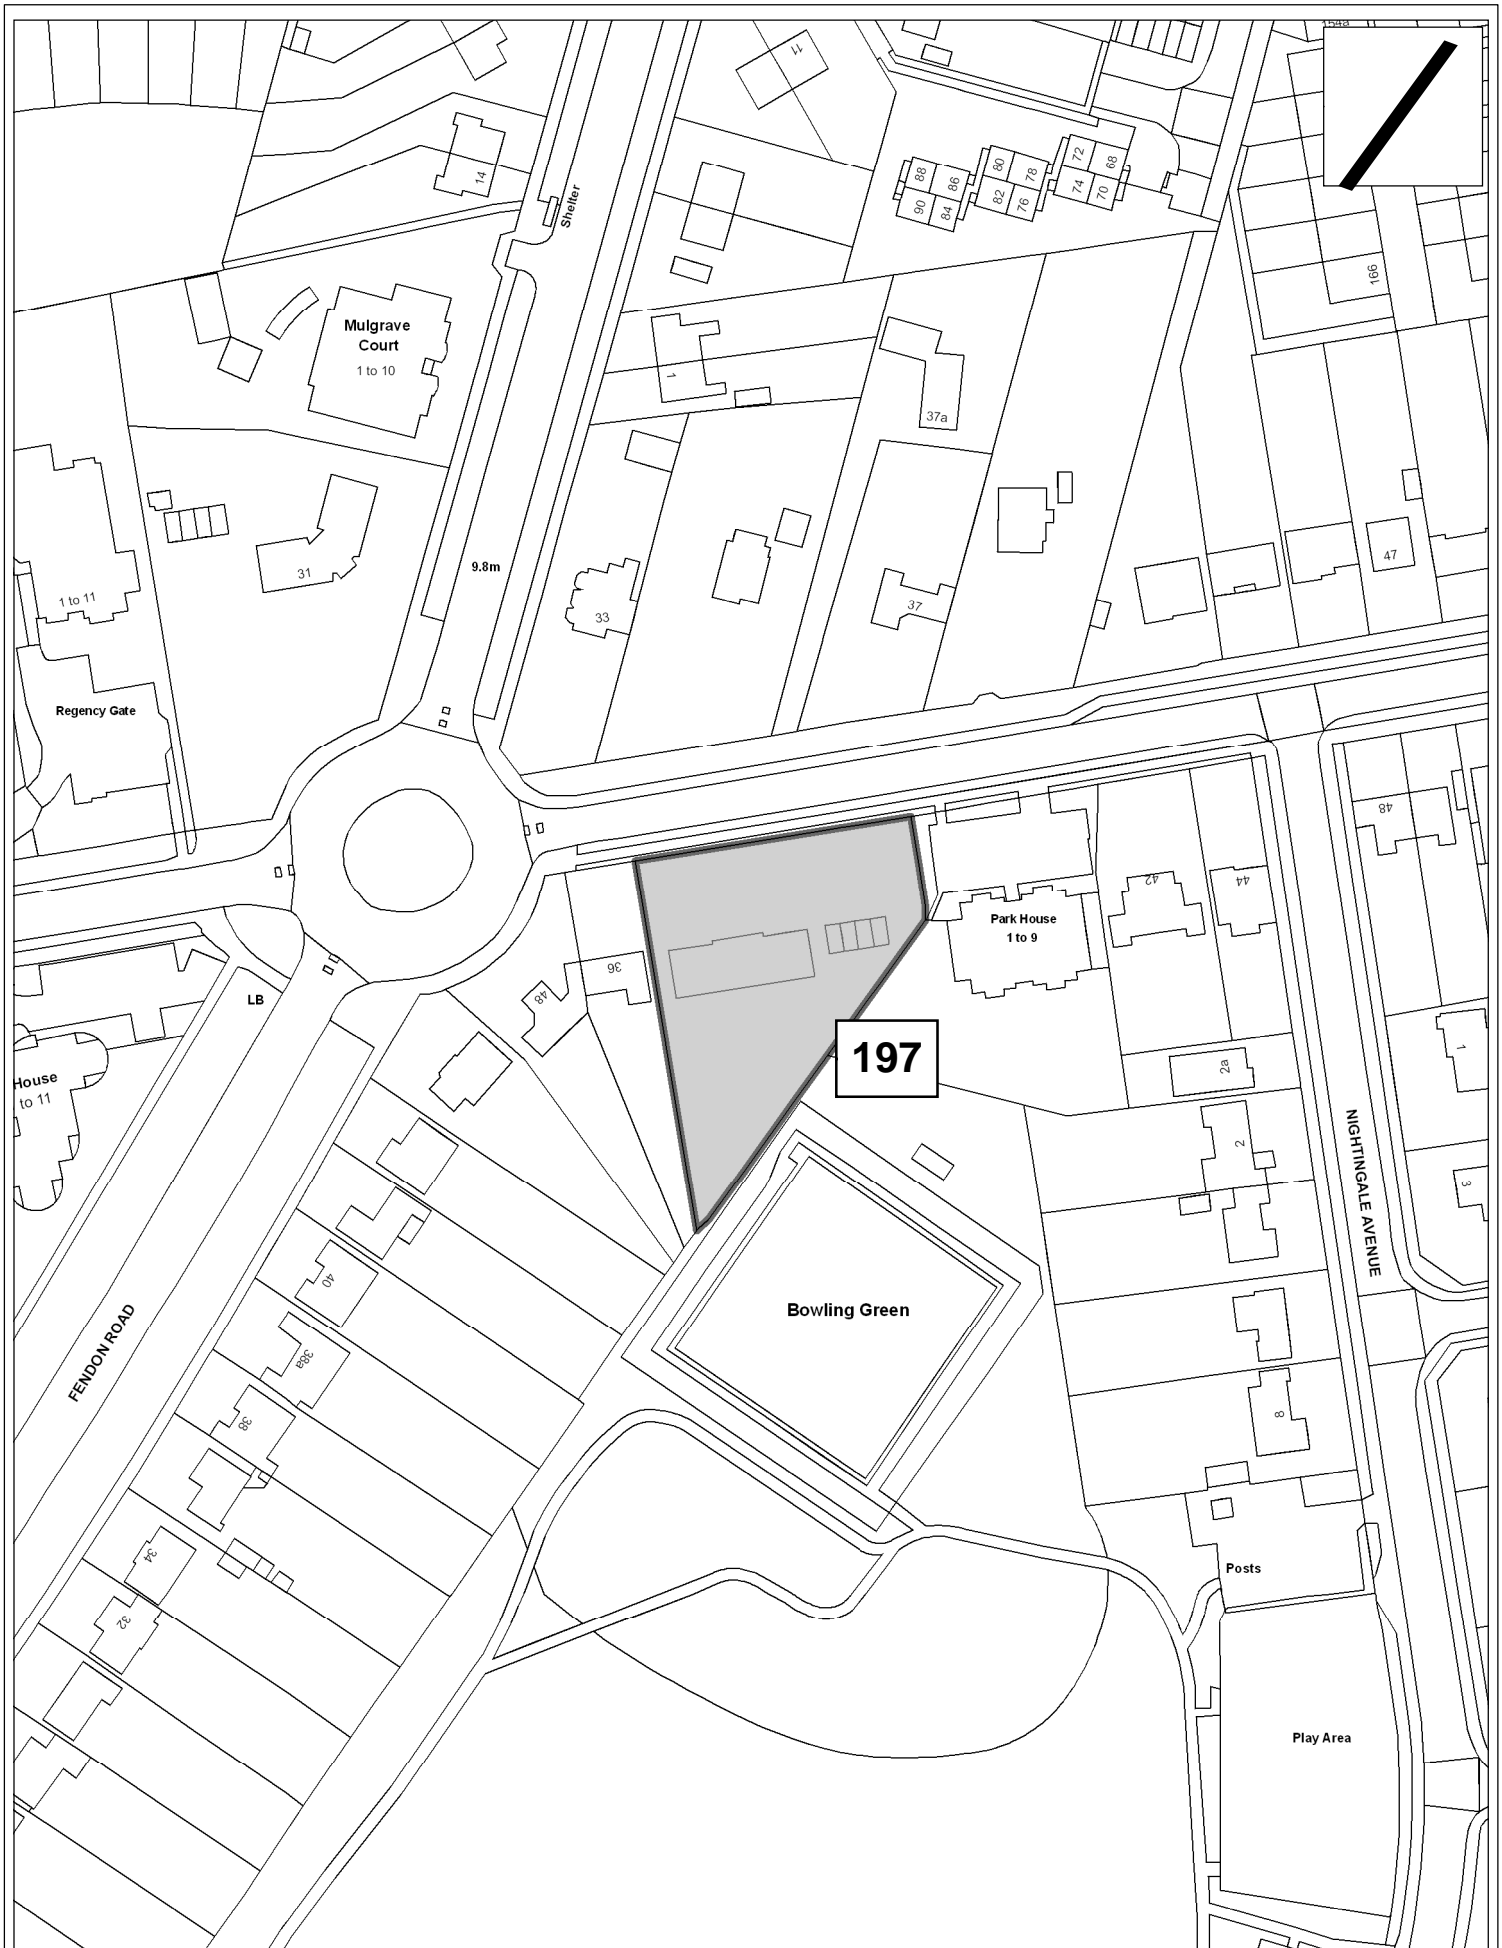 154a
11
14
Shelter
88
86
90
84
80
78
82
76
72
68
74
70
166
Mulgrave
Court
1 to 10
1
37a
31
9.8m
33
37
47
1 to 11
Regency Gate
48
42
44
Park House
1 to 9
36
48
LB
197
House
to 11
2a
1
2
3
NIGHTINGALE AVENUE
40
Bowling Green
FENDON ROAD
38a
38
8
34
32
Posts
Play Area